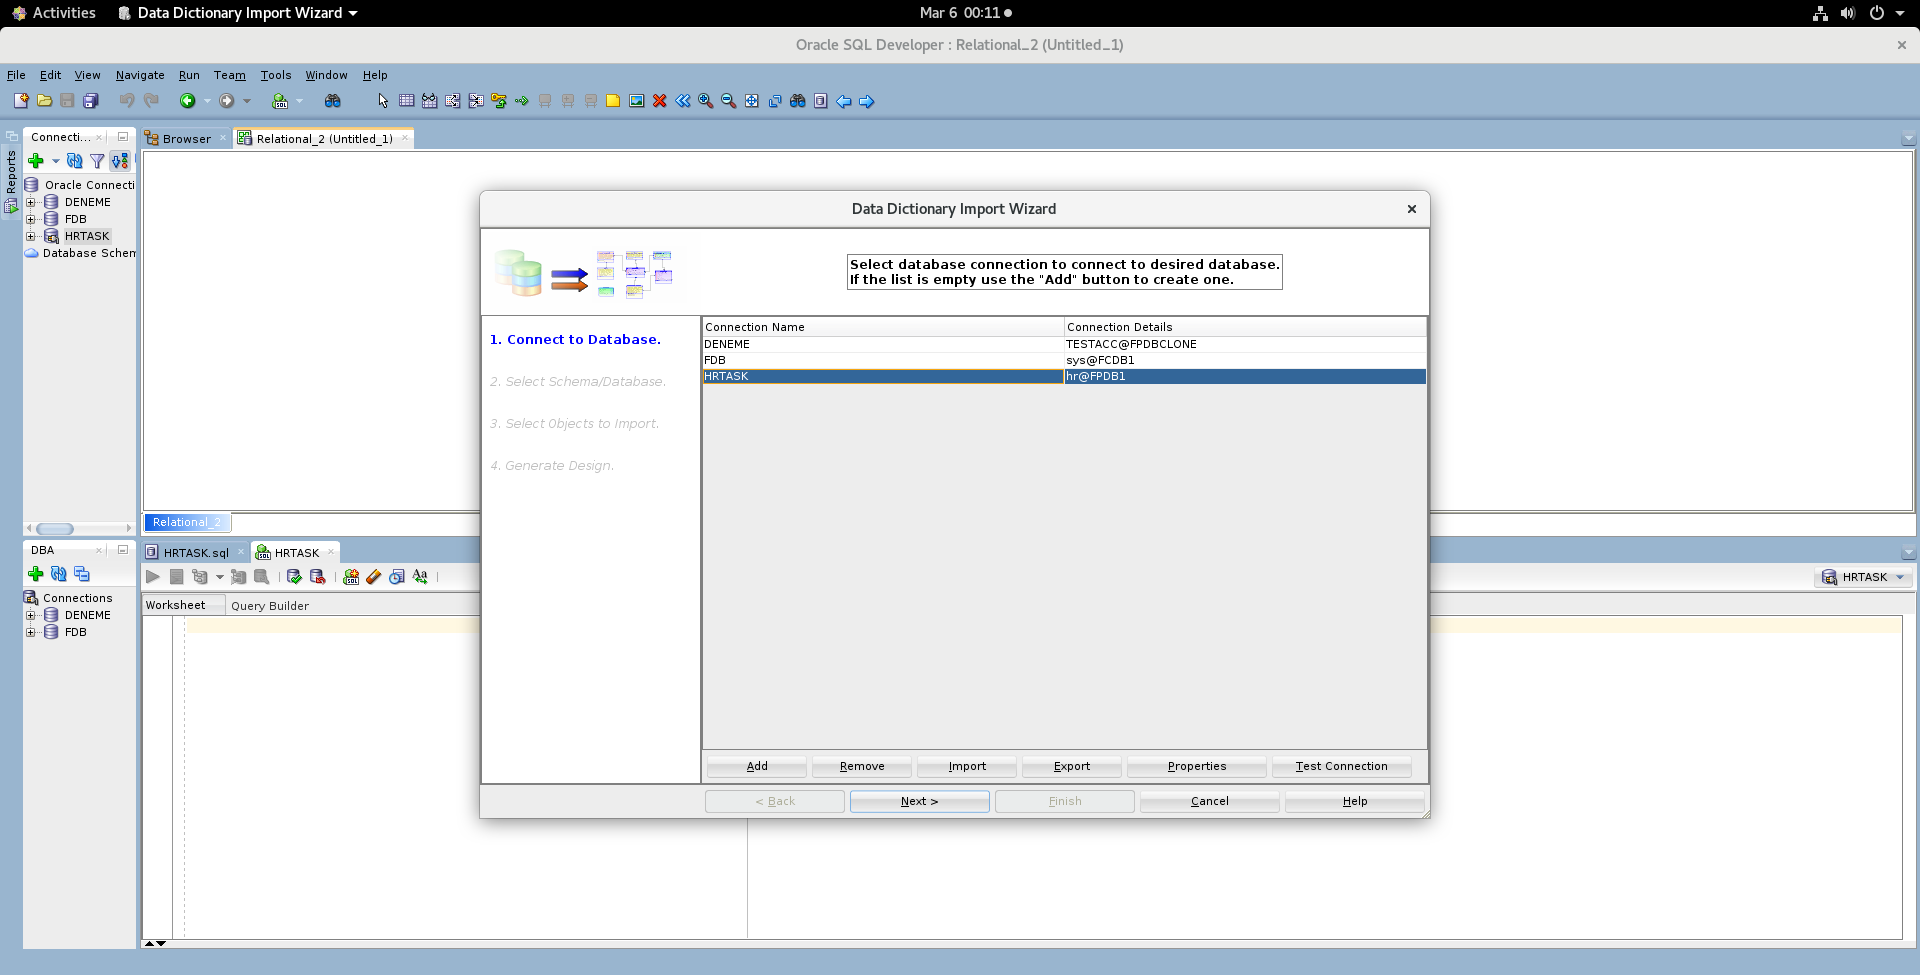 Activities
Data Dictionary Import Wizard
Mar 6 00:11
Oracle SQL Developer : Relational_2 (Untitled_1)
File Edit View Navigate Run Team Tools Window Help
Reports
Connecti...
Oracle Connecti
DENEME
FDB
HRTASK
Database Schem
Browser
Relational_2 (Untitled_1)
Relational_2
Data Dictionary Import Wizard
Select database connection to connect to desired database.
If the list is empty use the "Add" button to create one.
1. Connect to Database.
2. Select Schema/Database.
3. Select Objects to Import.
4. Generate Design.
Connection Name Connection Details
DENEME TESTACC@FPDBCLONE
FDB sys@FCDB1
HRTASK hr@FPDB1
Add Remove Import Export Properties Test Connection
< Back Next > Finish Cancel Help
DBA
Connections
DENEME
FDB
HRTASK.sql
HRTASK
HRTASK
Worksheet Query Builder